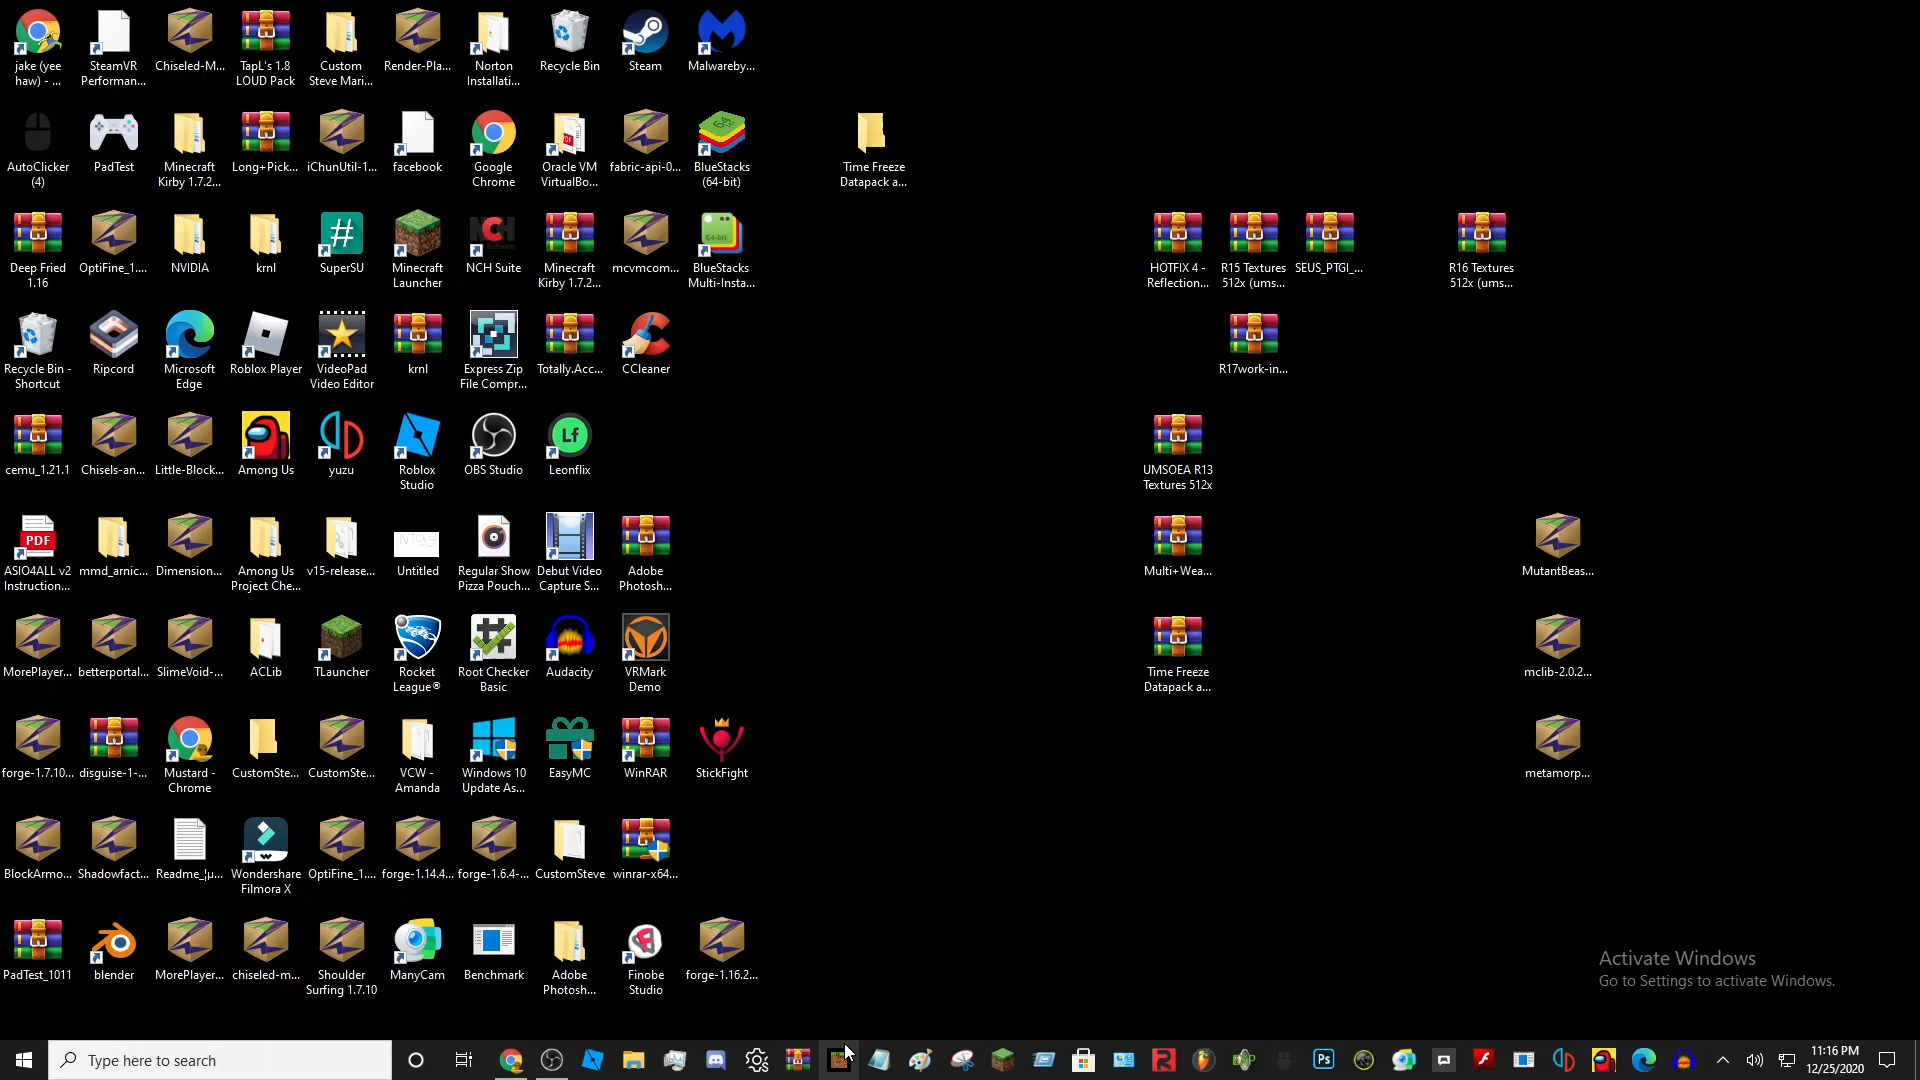 jake (yee
haw) - ...
SteamVR
Performan...
Chiseled-M...
TapL's 1.8
LOUD Pack
Custom
Steve Mari...
Render-Pla...
Norton
Installati...
Recycle Bin
Steam
Malwareby...
AutoClicker
(4)
PadTest
Minecraft
Kirby 1.7.2...
Long+Pick...
iChunUtil-1...
facebook
Google
Chrome
Oracle VM
VirtualBo...
fabric-api-0...
BlueStacks
(64-bit)
Time Freeze
Datapack a...
Deep Fried
1.16
OptiFine_1....
NVIDIA
krnl
SuperSU
Minecraft
Launcher
NCH Suite
Minecraft
Kirby 1.7.2...
mcvmcom...
BlueStacks
Multi-Insta...
HOTFIX 4 -
Reflection...
R15 Textures
512x (ums...
SEUS_PTGI_...
R16 Textures
512x (ums...
Recycle Bin -
Shortcut
Ripcord
Microsoft
Edge
Roblox Player
VideoPad
Video Editor
krnl
Express Zip
File Compr...
Totally.Acc...
CCleaner
R17work-in...
cemu_1.21.1
Chisels-an...
Little-Block...
Among Us
yuzu
Roblox
Studio
OBS Studio
Leonflix
UMSOEA R13
Textures 512x
ASIO4ALL v2
Instruction...
mmd_arnic...
Dimension...
Among Us
Project Che...
v15-release...
Untitled
Regular Show
Pizza Pouch...
Debut Video
Capture S...
Adobe
Photosh...
Multi+Wea...
MutantBeas...
MorePlayer...
betterportal...
SlimeVoid-...
ACLib
TLauncher
Rocket
League®
Root Checker
Basic
Audacity
VRMark
Demo
Time Freeze
Datapack a...
mclib-2.0.2...
forge-1.7.10...
disguise-1-...
Mustard -
Chrome
CustomSte...
CustomSte...
VCW -
Amanda
Windows 10
Update As...
EasyMC
WinRAR
StickFight
metamorp...
BlockArmo...
Shadowfact...
Readme_¦µ...
Wondershare
Filmora X
OptiFine_1....
forge-1.14.4...
forge-1.6.4-...
CustomSteve
winrar-x64...
PadTest_1011
blender
MorePlayer...
chiseled-m...
Shoulder
Surfing 1.7.10
ManyCam
Benchmark
Adobe
Photosh...
Finobe
Studio
forge-1.16.2...
Activate Windows
Go to Settings to activate Windows.
Type here to search
11:16 PM
12/25/2020